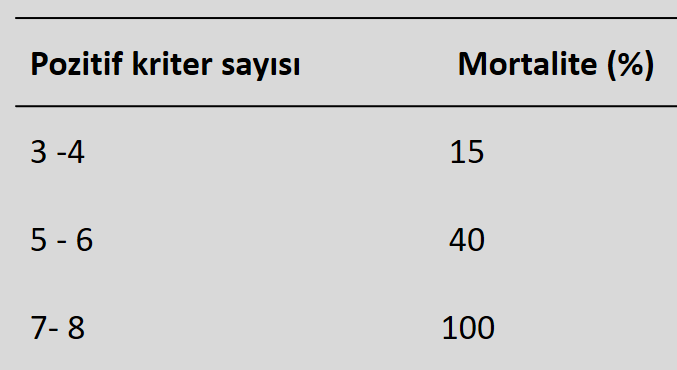 Pozitif kriter sayısı Mortalite (%)
3 -4 15
5 - 6 40
7- 8 100